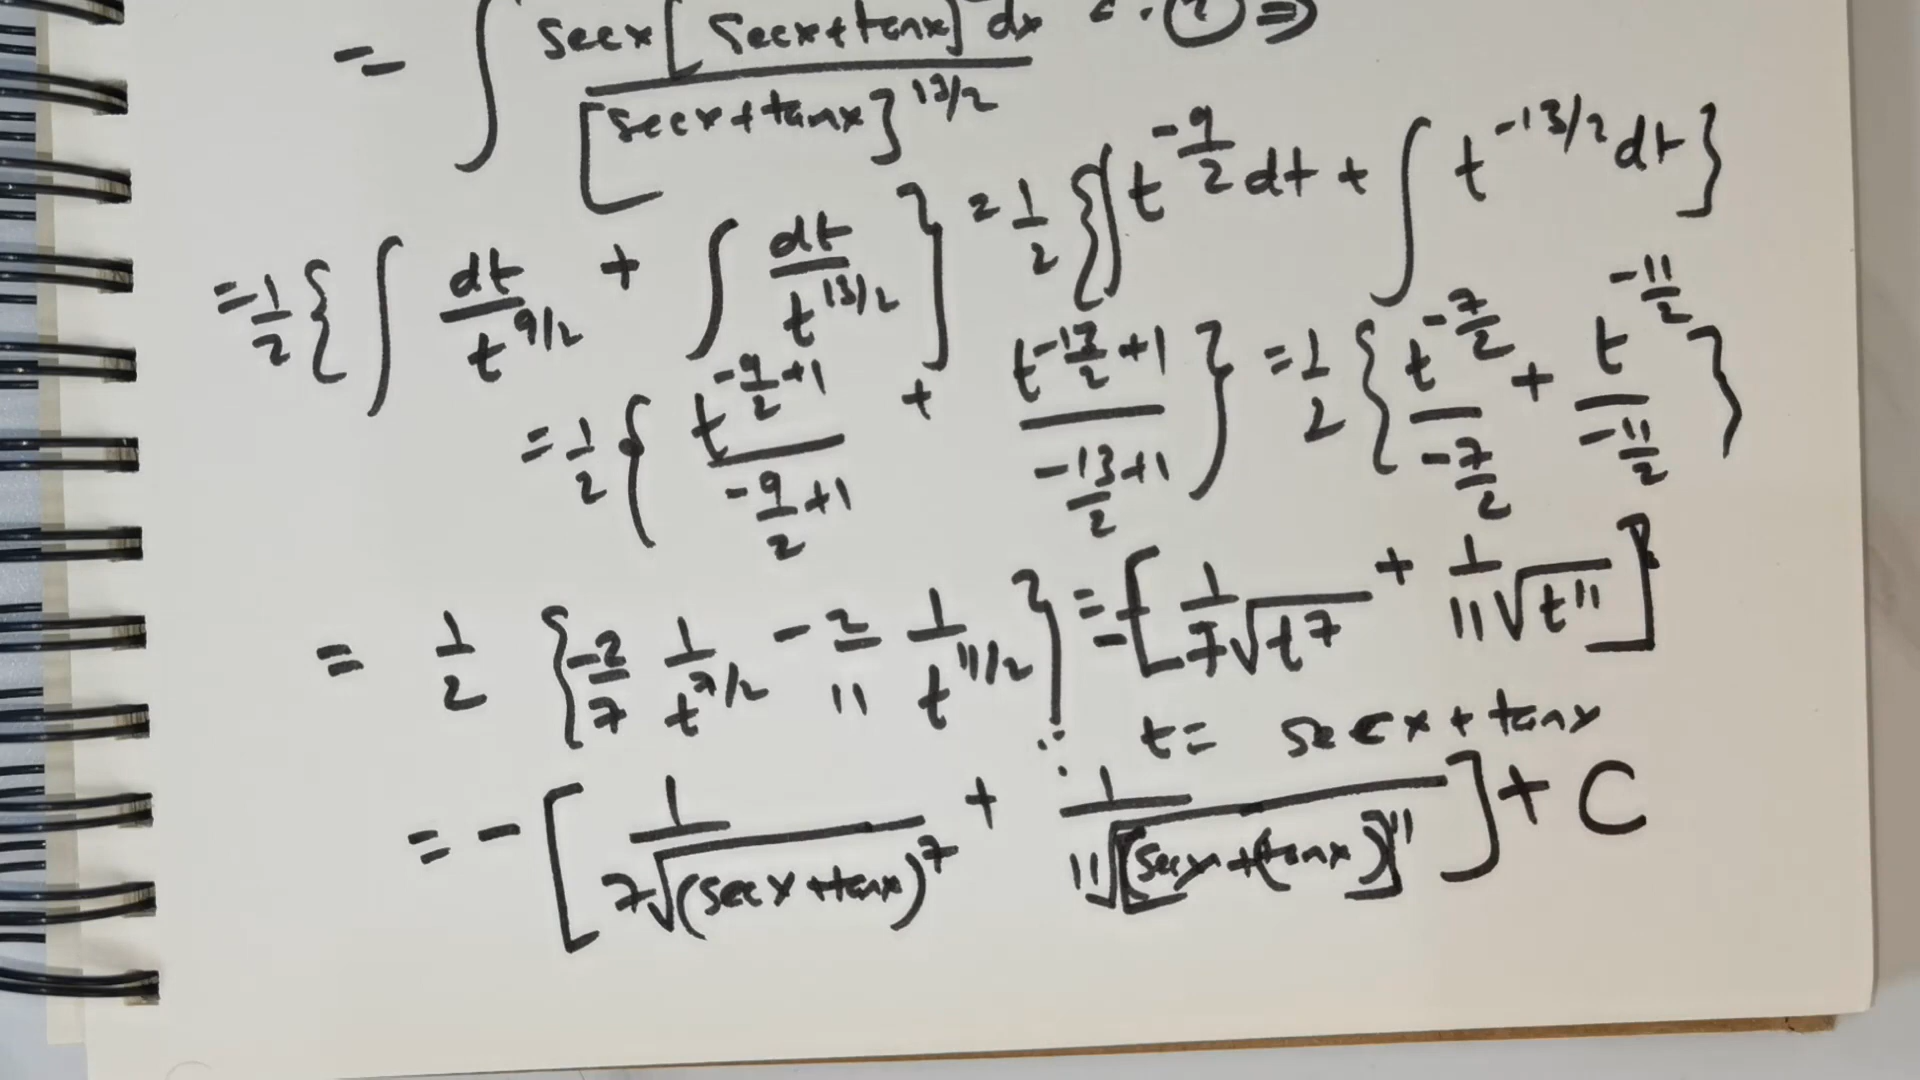 = ∫ secx[secx+tanx] dx / [secx+tanx]^13/2 ⇒
= 1/2 { ∫ dt/t^9/2 + ∫ dt/t^13/2 } = 1/2 { ∫ t^-9/2 dt + ∫ t^-13/2 dt }
= 1/2 { t^-9/2+1 / -9/2+1 + t^-13/2+1 / -13/2+1 } = 1/2 { t^-7/2 / -7/2 + t^-11/2 / -11/2 }
= 1/2 { -2/7 1/t^7/2 - 2/11 1/t^11/2 } = -[ 1/7√t^7 + 1/11√t^11 ]
∵ t = secx + tanx
= - [ 1/7√(secx+tanx)^7 + 1/11√[secx+tanx]^11 ] + C